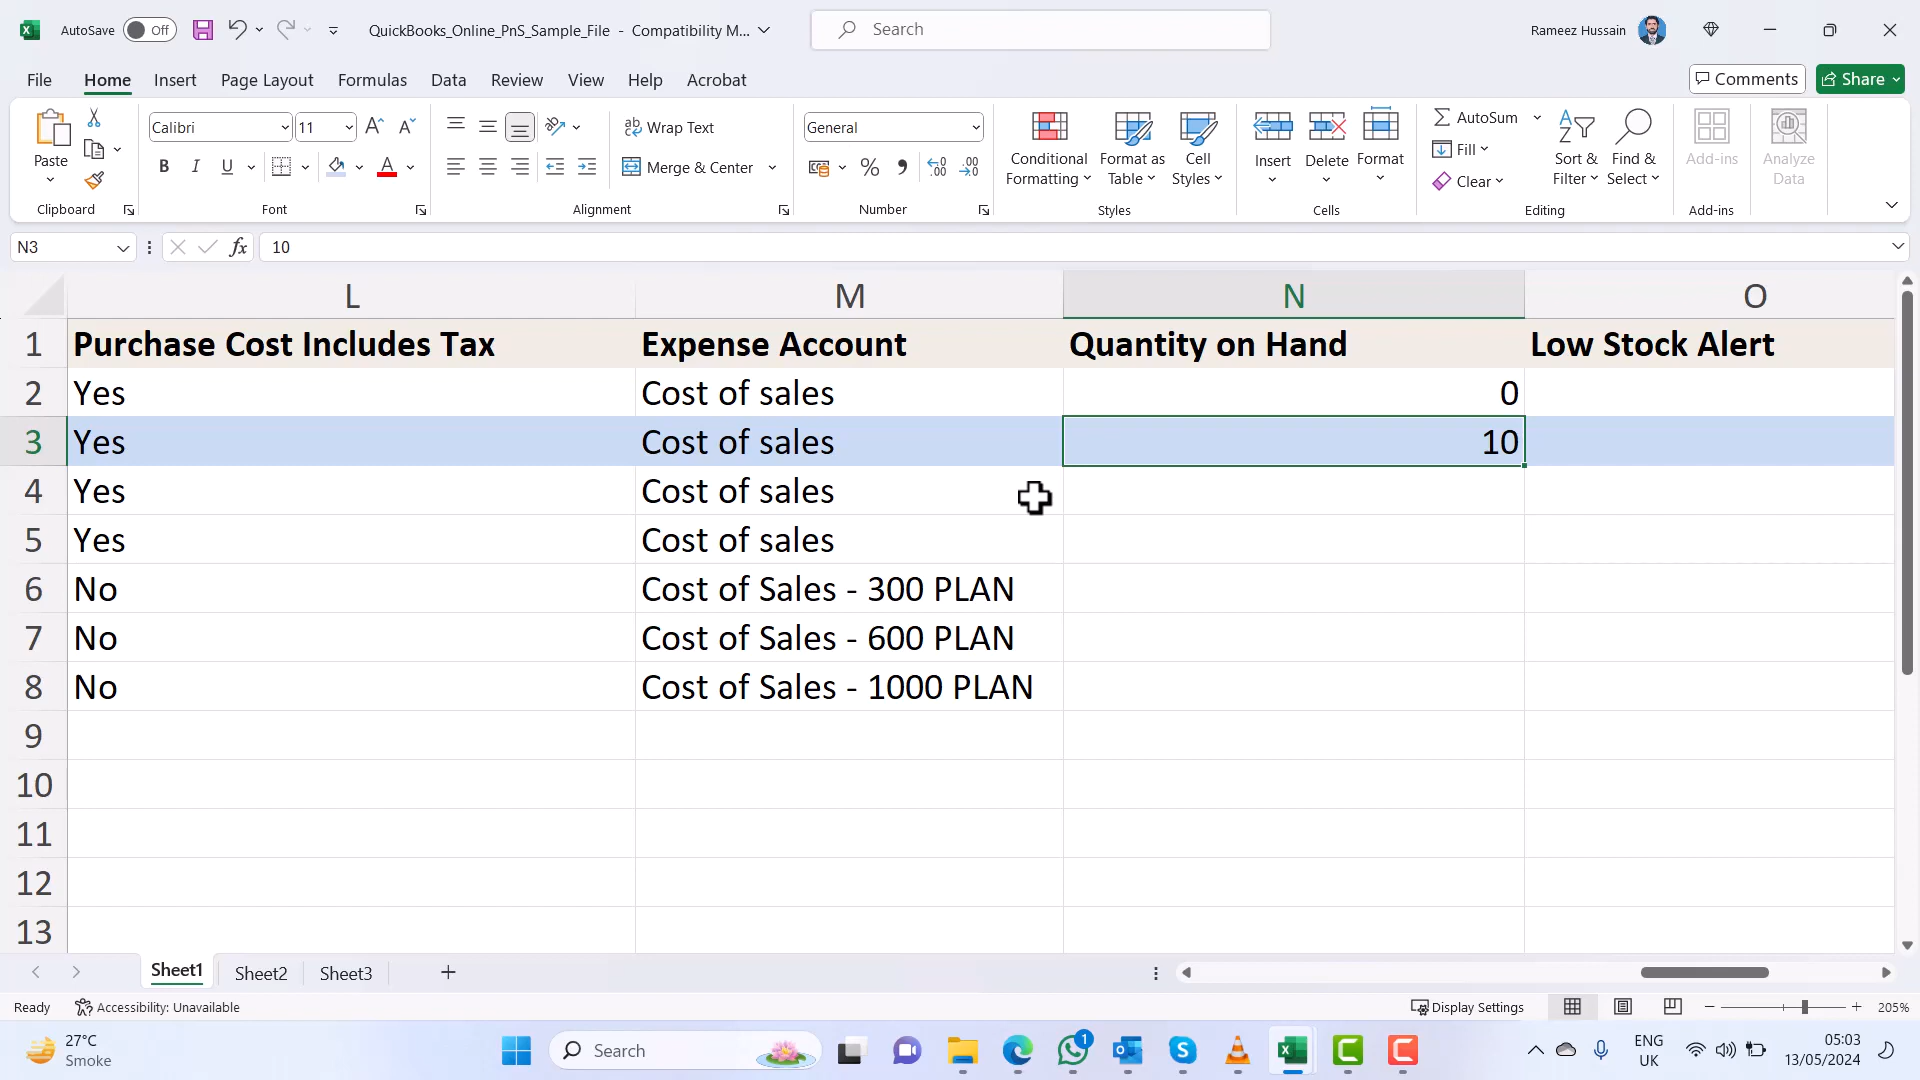 AutoSave Off QuickBooks_Online_PnS_Sample_File - Compatibility M... Search Rameez Hussain
File Home Insert Page Layout Formulas Data Review View Help Acrobat Comments Share
Paste Calibri 11 Wrap Text General Conditional Formatting Format as Table Cell Styles Insert Delete Format AutoSum Sort & Filter Find & Select Add-ins Analyze Data
B I U A Merge & Center % Fill
Clear
Clipboard Font Alignment Number Styles Cells Editing Add-ins
N3 fx 10
L M N O
1 Purchase Cost Includes Tax Expense Account Quantity on Hand Low Stock Alert
2 Yes Cost of sales 0
3 Yes Cost of sales 10
4 Yes Cost of sales
5 Yes Cost of sales
6 No Cost of Sales - 300 PLAN
7 No Cost of Sales - 600 PLAN
8 No Cost of Sales - 1000 PLAN
9
10
11
12
13
Sheet1 Sheet2 Sheet3
Ready Accessibility: Unavailable Display Settings 205%
27°C Search 1 ENG 05:03
Smoke UK 13/05/2024